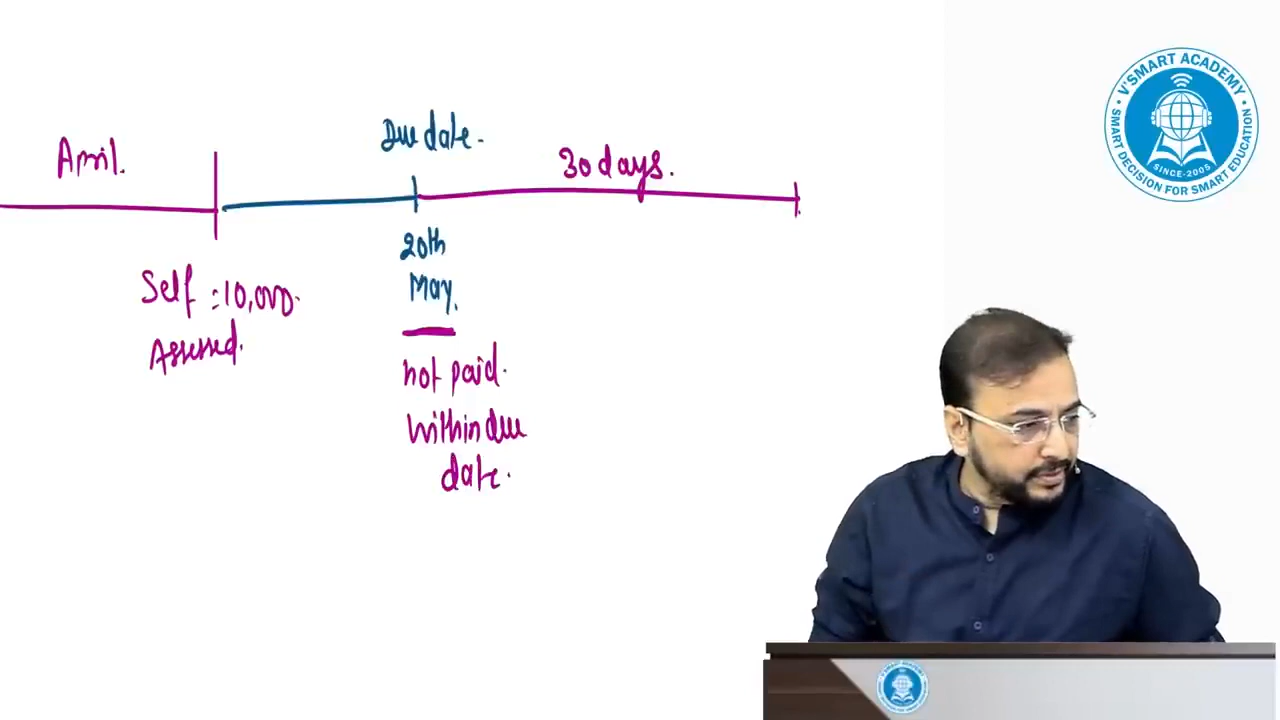 April.
Due date.
30 days.
Self = 10,000.
Assessed.
20th
May.
not paid.
within due
date.
V'SMART ACADEMY
SINCE-2005
SMART DECISION FOR SMART EDUCATION